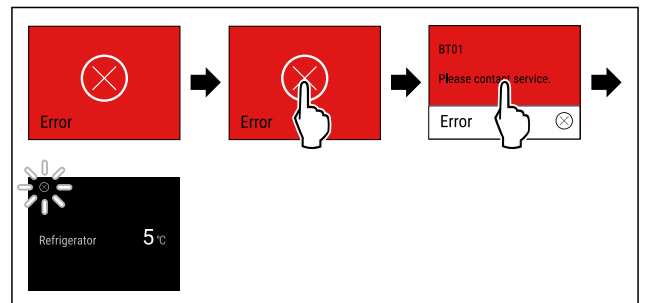 Error
Error
BT01
Please contact service.
Error
Refrigerator 5 °C